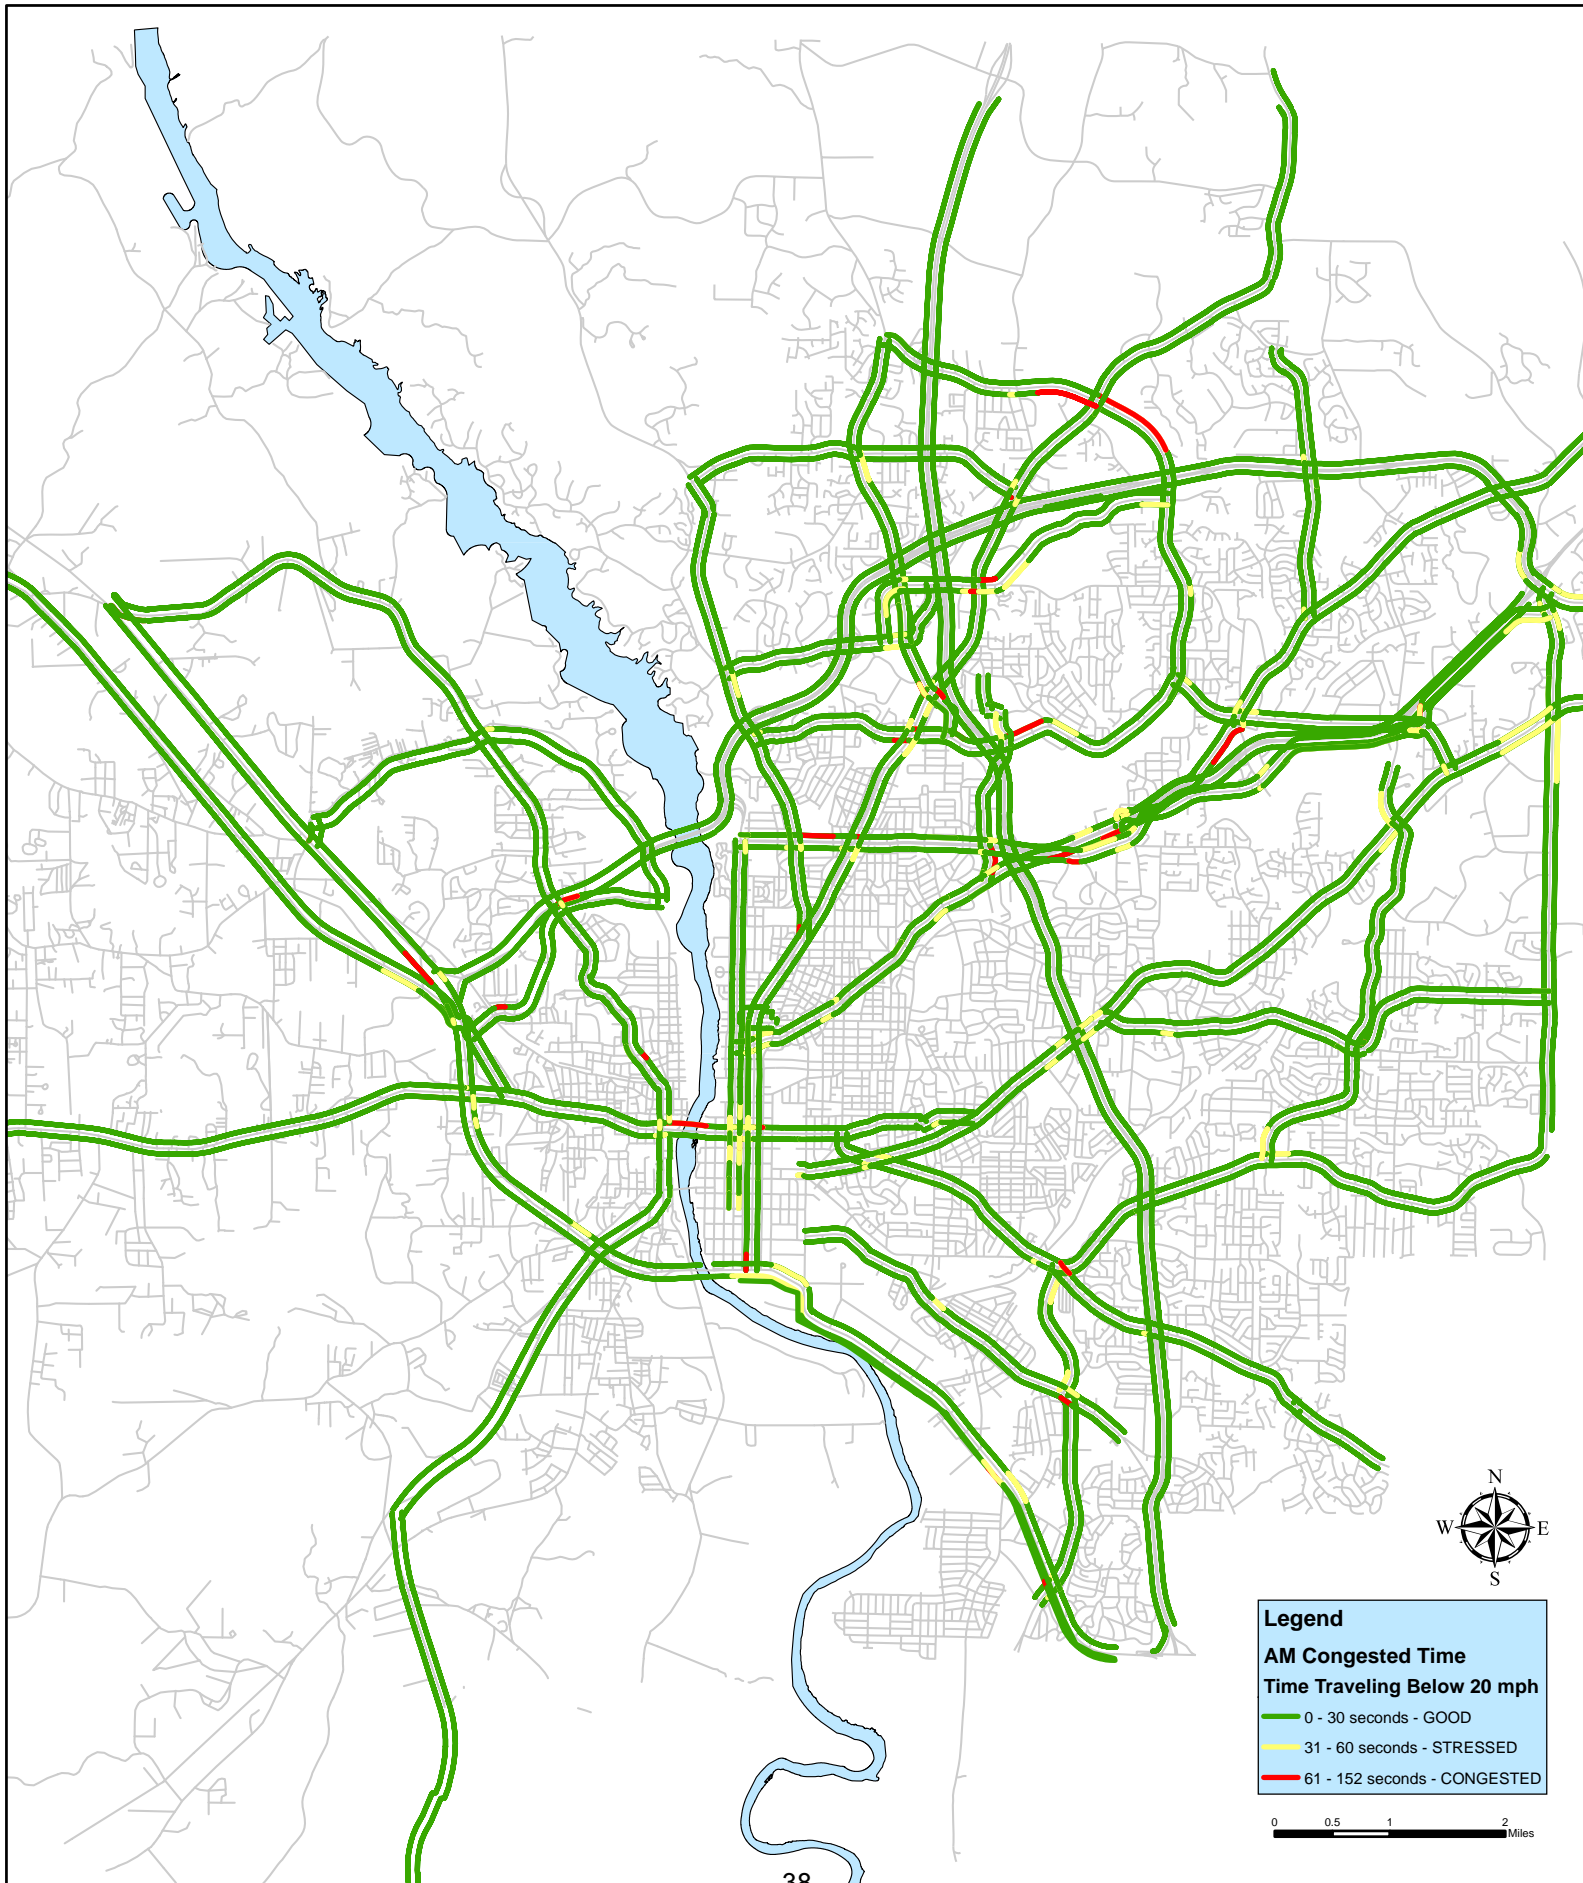 N
W E
S
Legend
AM Congested Time
Time Traveling Below 20 mph
0 - 30 seconds - GOOD
31 - 60 seconds - STRESSED
61 - 152 seconds - CONGESTED
0 0.5 1 2
Miles
38